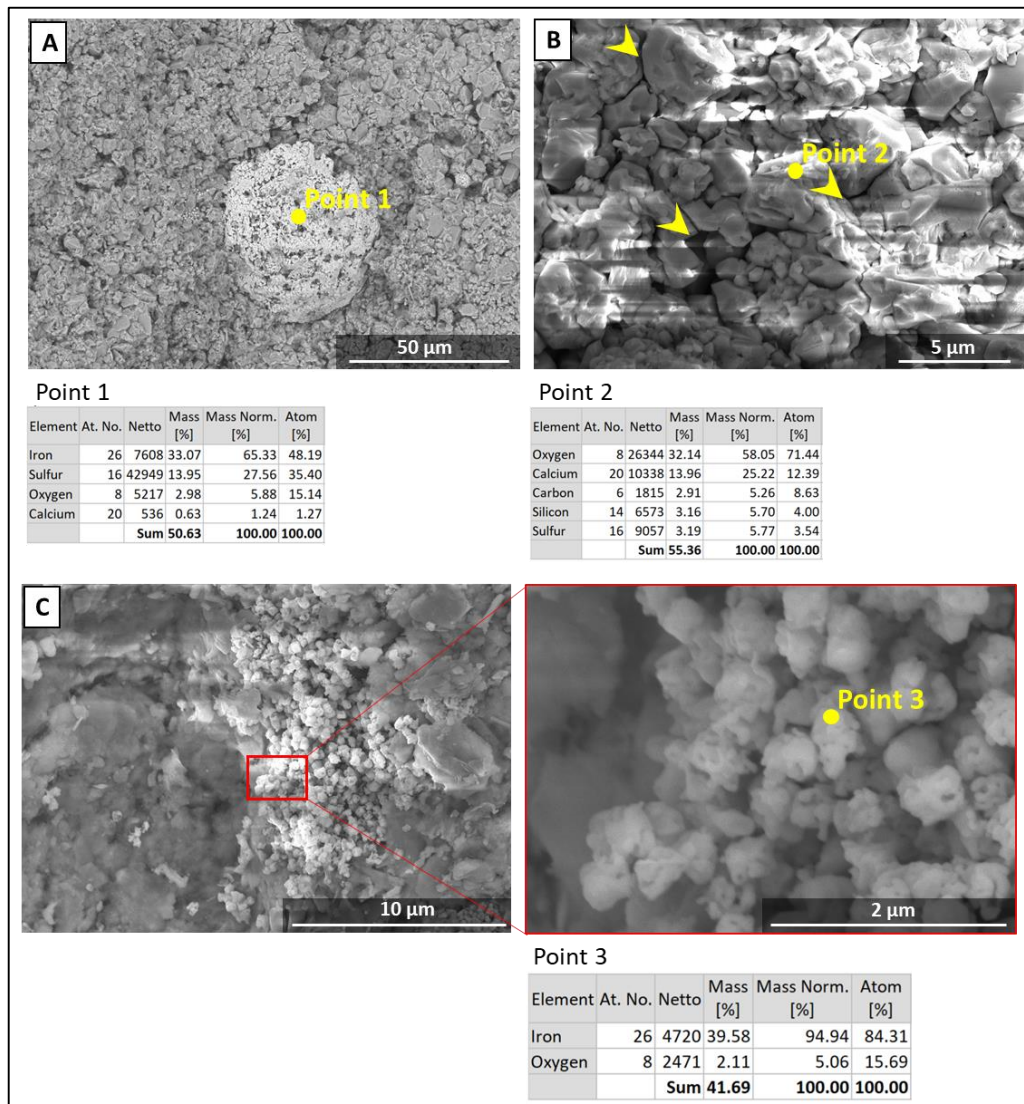 A
B
Point 1
Point 2
50 µm
5 µm
Point 1
Point 2
Element At. No. Netto Mass [%] Mass Norm. [%] Atom [%]
Iron 26 7608 33.07 65.33 48.19
Sulfur 16 42949 13.95 27.56 35.40
Oxygen 8 5217 2.98 5.88 15.14
Calcium 20 536 0.63 1.24 1.27
Sum 50.63 100.00 100.00
Element At. No. Netto Mass [%] Mass Norm. [%] Atom [%]
Oxygen 8 26344 32.14 58.05 71.44
Calcium 20 10338 13.96 25.22 12.39
Carbon 6 1815 2.91 5.26 8.63
Silicon 14 6573 3.16 5.70 4.00
Sulfur 16 9057 3.19 5.77 3.54
Sum 55.36 100.00 100.00
C
Point 3
10 µm
2 µm
Point 3
Element At. No. Netto Mass [%] Mass Norm. [%] Atom [%]
Iron 26 4720 39.58 94.94 84.31
Oxygen 8 2471 2.11 5.06 15.69
Sum 41.69 100.00 100.00